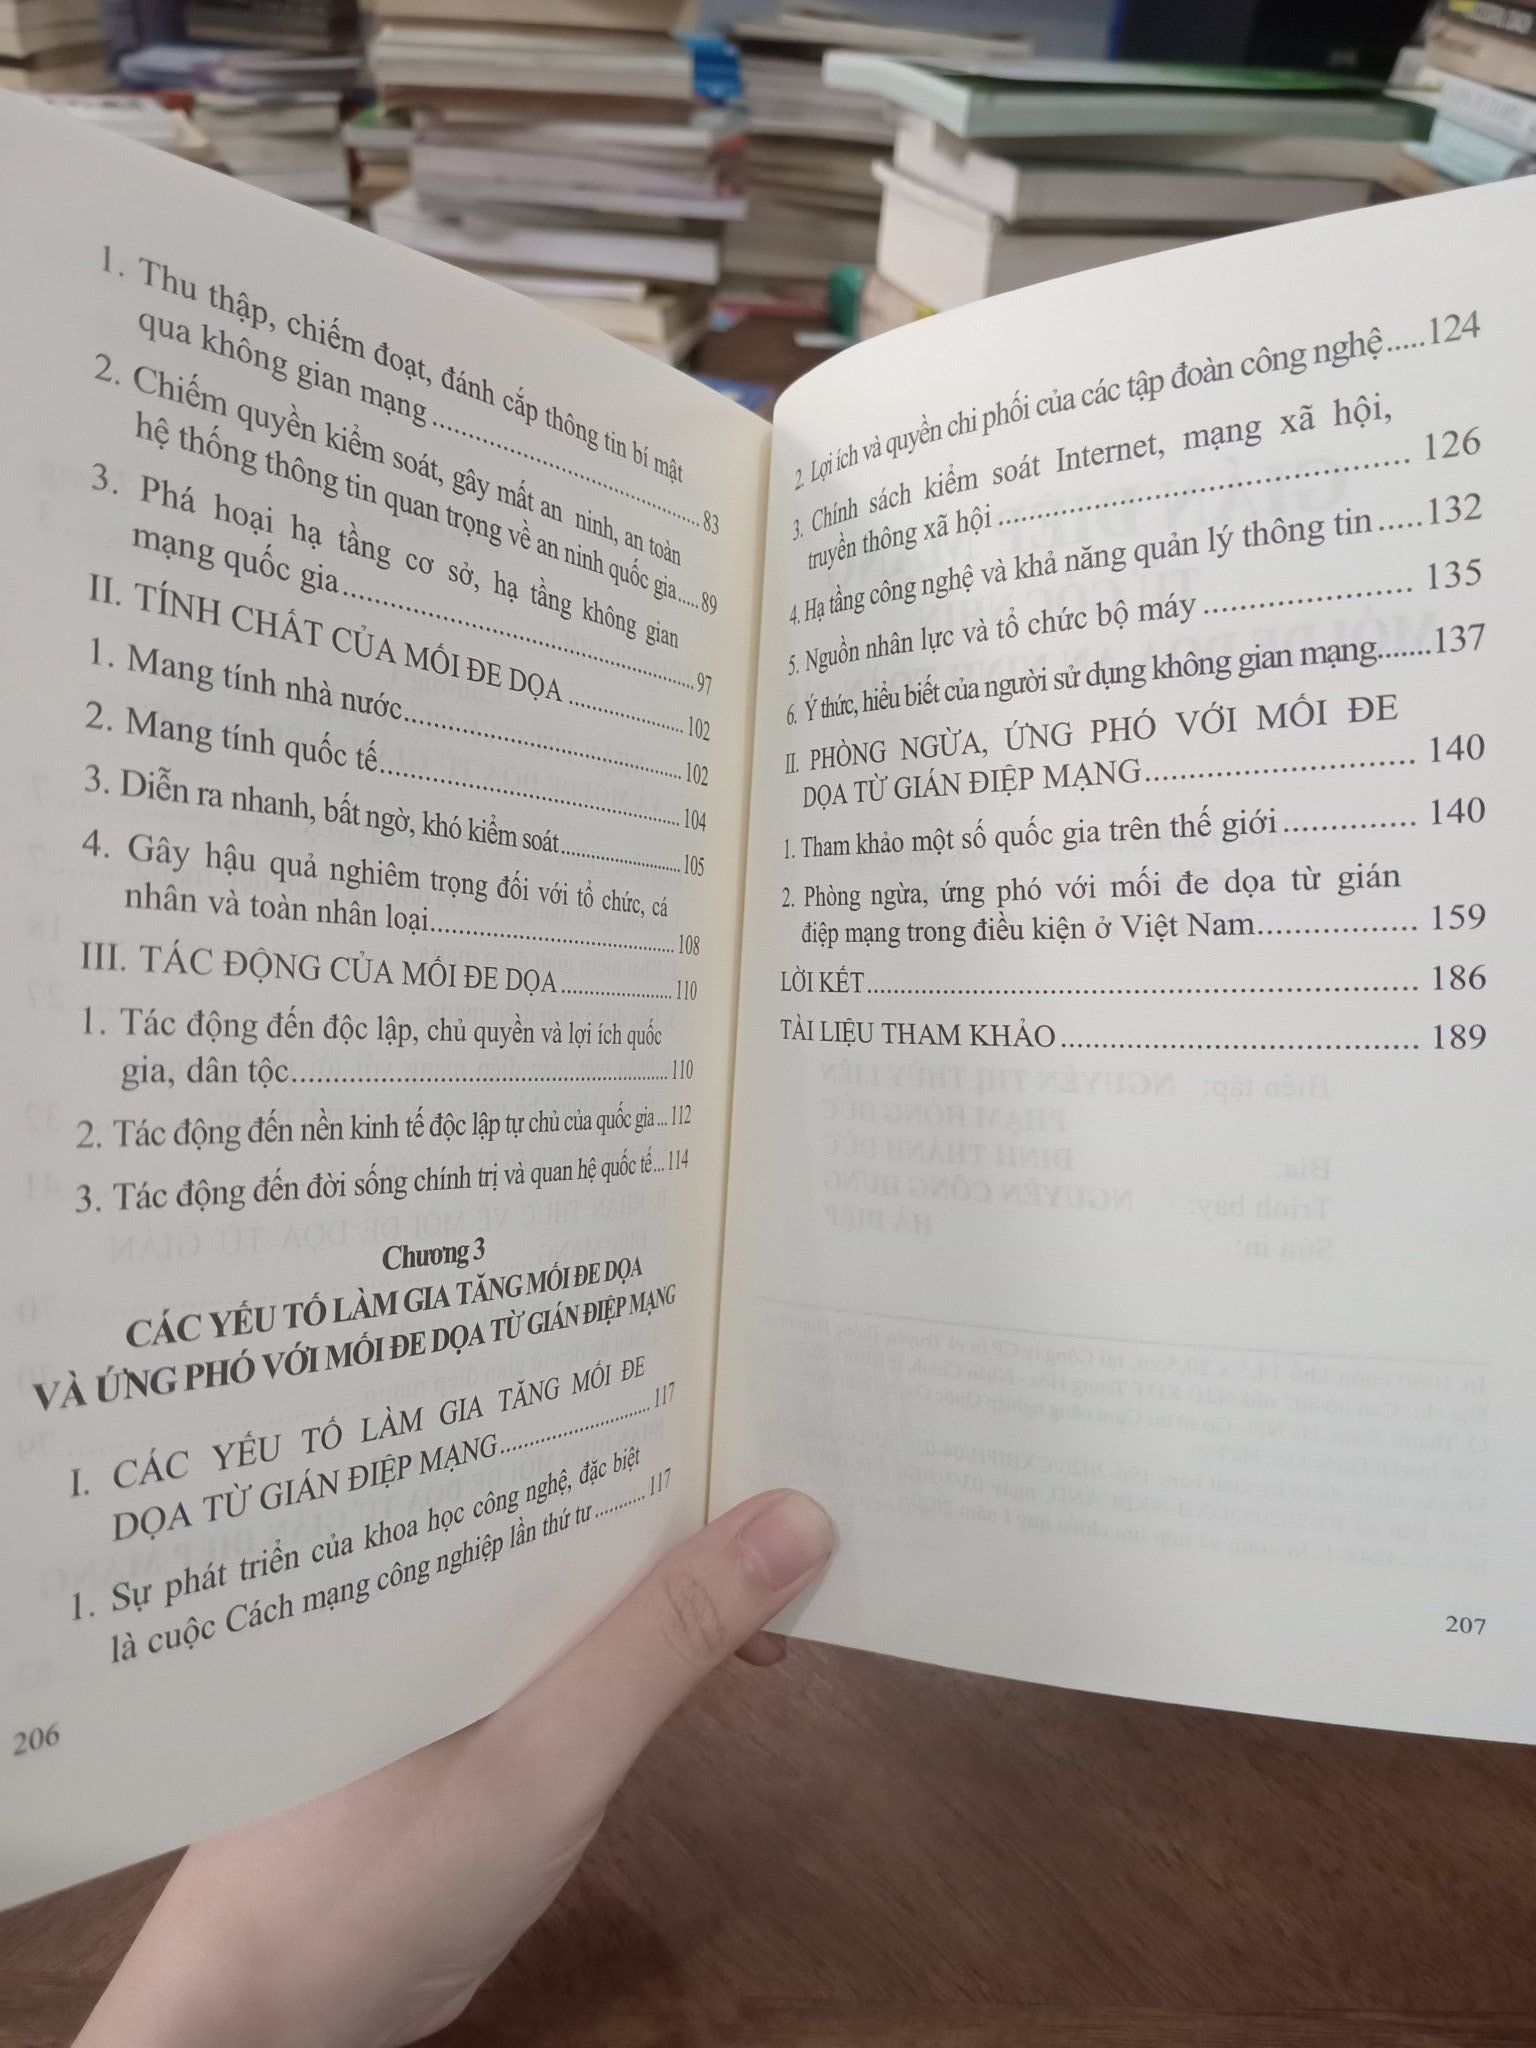 1. Thu thập, chiếm đoạt, đánh cắp thông tin bí mật
qua không gian mạng.....83
2. Chiếm quyền kiểm soát, gây mất an ninh, an toàn
hệ thống thông tin quan trọng về an ninh quốc gia.....89
3. Phá hoại hạ tầng cơ sở, hạ tầng không gian
mạng quốc gia.....97
II. TÍNH CHẤT CỦA MỐI ĐE DỌA.....102
1. Mang tính nhà nước.....102
2. Mang tính quốc tế.....104
3. Diễn ra nhanh, bất ngờ, khó kiểm soát.....105
4. Gây hậu quả nghiêm trọng đối với tổ chức, cá
nhân và toàn nhân loại.....108
III. TÁC ĐỘNG CỦA MỐI ĐE DỌA.....110
1. Tác động đến độc lập, chủ quyền và lợi ích quốc
gia, dân tộc.....110
2. Tác động đến nền kinh tế độc lập tự chủ của quốc gia...112
3. Tác động đến đời sống chính trị và quan hệ quốc tế...114
Chương 3
CÁC YẾU TỐ LÀM GIA TĂNG MỐI ĐE DỌA
VÀ ỨNG PHÓ VỚI MỐI ĐE DỌA TỪ GIÁN ĐIỆP MẠNG
I. CÁC YẾU TỐ LÀM GIA TĂNG MỐI ĐE
DỌA TỪ GIÁN ĐIỆP MẠNG.....117
1. Sự phát triển của khoa học công nghệ, đặc biệt
là cuộc Cách mạng công nghiệp lần thứ tư.....117
206
2. Lợi ích và quyền chi phối của các tập đoàn công nghệ.....124
3. Chính sách kiểm soát Internet, mạng xã hội,
truyền thông xã hội.....126
4. Hạ tầng công nghệ và khả năng quản lý thông tin.....132
5. Nguồn nhân lực và tổ chức bộ máy.....135
6. Ý thức, hiểu biết của người sử dụng không gian mạng.....137
II. PHÒNG NGỪA, ỨNG PHÓ VỚI MỐI ĐE
DỌA TỪ GIÁN ĐIỆP MẠNG.....140
1. Tham khảo một số quốc gia trên thế giới.....140
2. Phòng ngừa, ứng phó với mối đe dọa từ gián
điệp mạng trong điều kiện ở Việt Nam.....159
LỜI KẾT.....186
TÀI LIỆU THAM KHẢO.....189
207